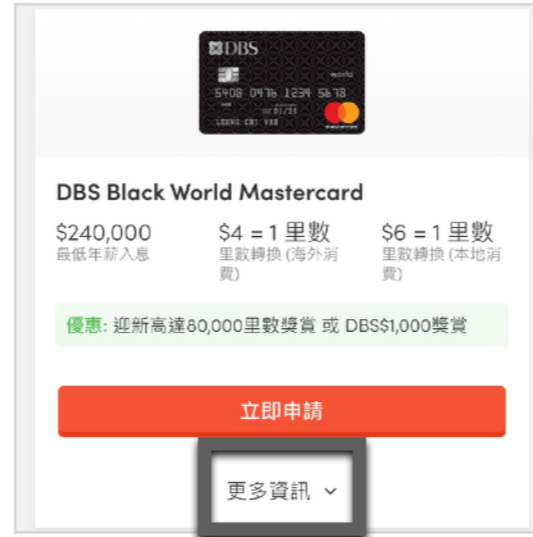 DBS
world
5408 0476 1234 5678
01/21
DBS Black World Mastercard
$240,000
最低年薪入息
$4 = 1 里數
里數轉換 (海外消
費)
$6 = 1 里數
里數轉換 (本地消
費)
優惠: 迎新高達80,000里數獎賞 或 DBS$1,000獎賞
立即申請
更多資訊